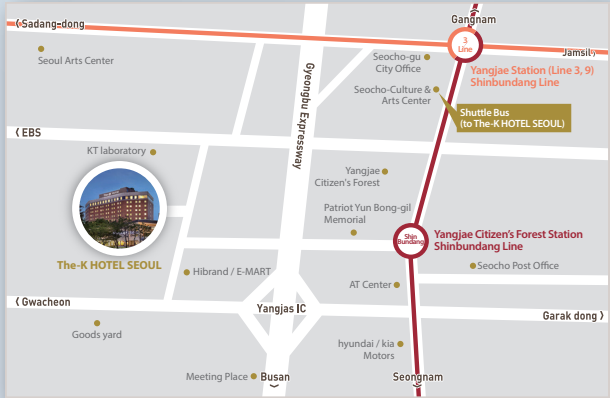 Gangnam
⟨ Sadang-dong
3
Line
Jamsil ⟩
Seoul Arts Center
Seocho-gu
City Office
Yangjae Station (Line 3, 9)
Shinbundang Line
Seocho-Culture &
Arts Center
Shuttle Bus
(to The-K HOTEL SEOUL)
Gyeongbu Expressway
⟨ EBS
KT laboratory
Yangjae
Citizen's Forest
Patriot Yun Bong-gil
Memorial
Shin
Bundang
Yangjae Citizen's Forest Station
Shinbundang Line
The-K HOTEL SEOUL
Hibrand / E-MART
Seocho Post Office
AT Center
⟨ Gwacheon
Yangjas IC
Garak dong ⟩
Goods yard
hyundai / kia
Motors
Meeting Place
Busan
Seongnam